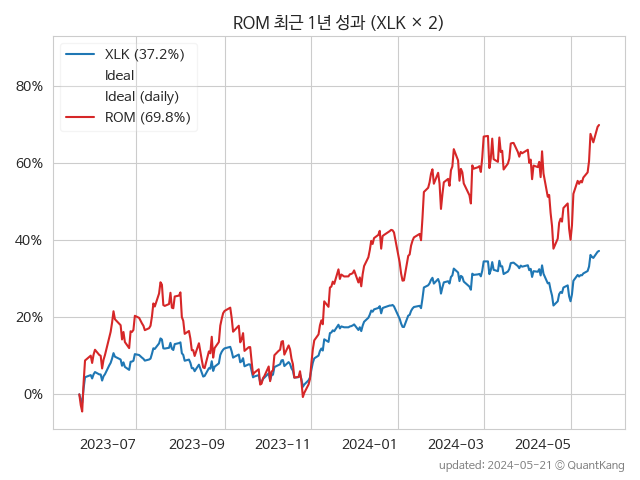 ROM 최근 1년 성과 (XLK × 2)
XLK (37.2%)
Ideal
Ideal (daily)
ROM (69.8%)
80%
60%
40%
20%
0%
2023-07 2023-09 2023-11 2024-01 2024-03 2024-05
updated: 2024-05-21 © QuantKang